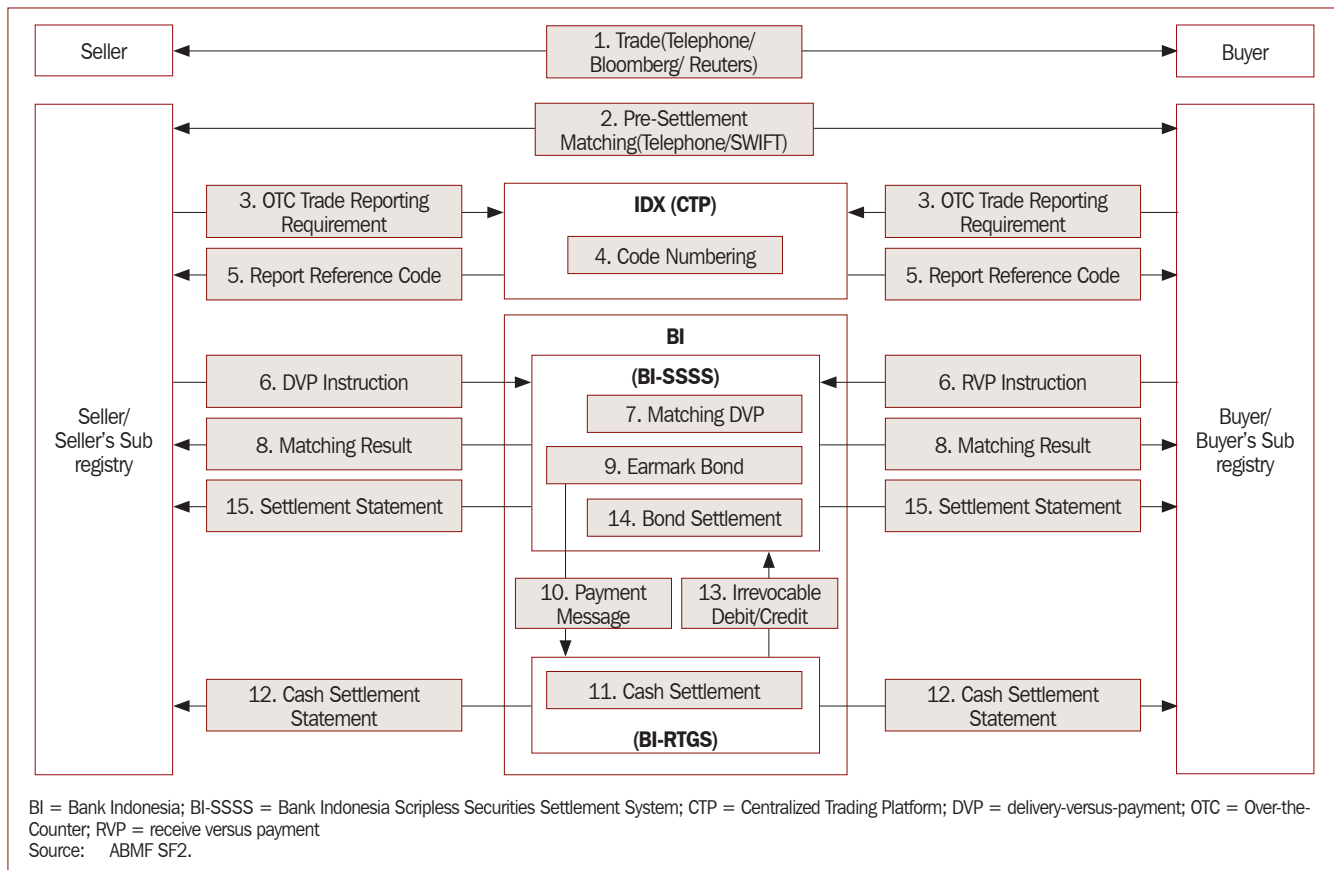 Seller
1. Trade(Telephone/
Bloomberg/ Reuters)
Buyer
2. Pre-Settlement
Matching(Telephone/SWIFT)
3. OTC Trade Reporting
Requirement
IDX (CTP)
3. OTC Trade Reporting
Requirement
4. Code Numbering
5. Report Reference Code
5. Report Reference Code
BI
(BI-SSSS)
6. DVP Instruction
6. RVP Instruction
7. Matching DVP
Seller/
Seller's Sub
registry
Buyer/
Buyer's Sub
registry
8. Matching Result
8. Matching Result
9. Earmark Bond
15. Settlement Statement
14. Bond Settlement
15. Settlement Statement
10. Payment
Message
13. Irrevocable
Debit/Credit
12. Cash Settlement
Statement
11. Cash Settlement
12. Cash Settlement
Statement
(BI-RTGS)
BI = Bank Indonesia; BI-SSSS = Bank Indonesia Scripless Securities Settlement System; CTP = Centralized Trading Platform; DVP = delivery-versus-payment; OTC = Over-the-
Counter; RVP = receive versus payment
Source: ABMF SF2.